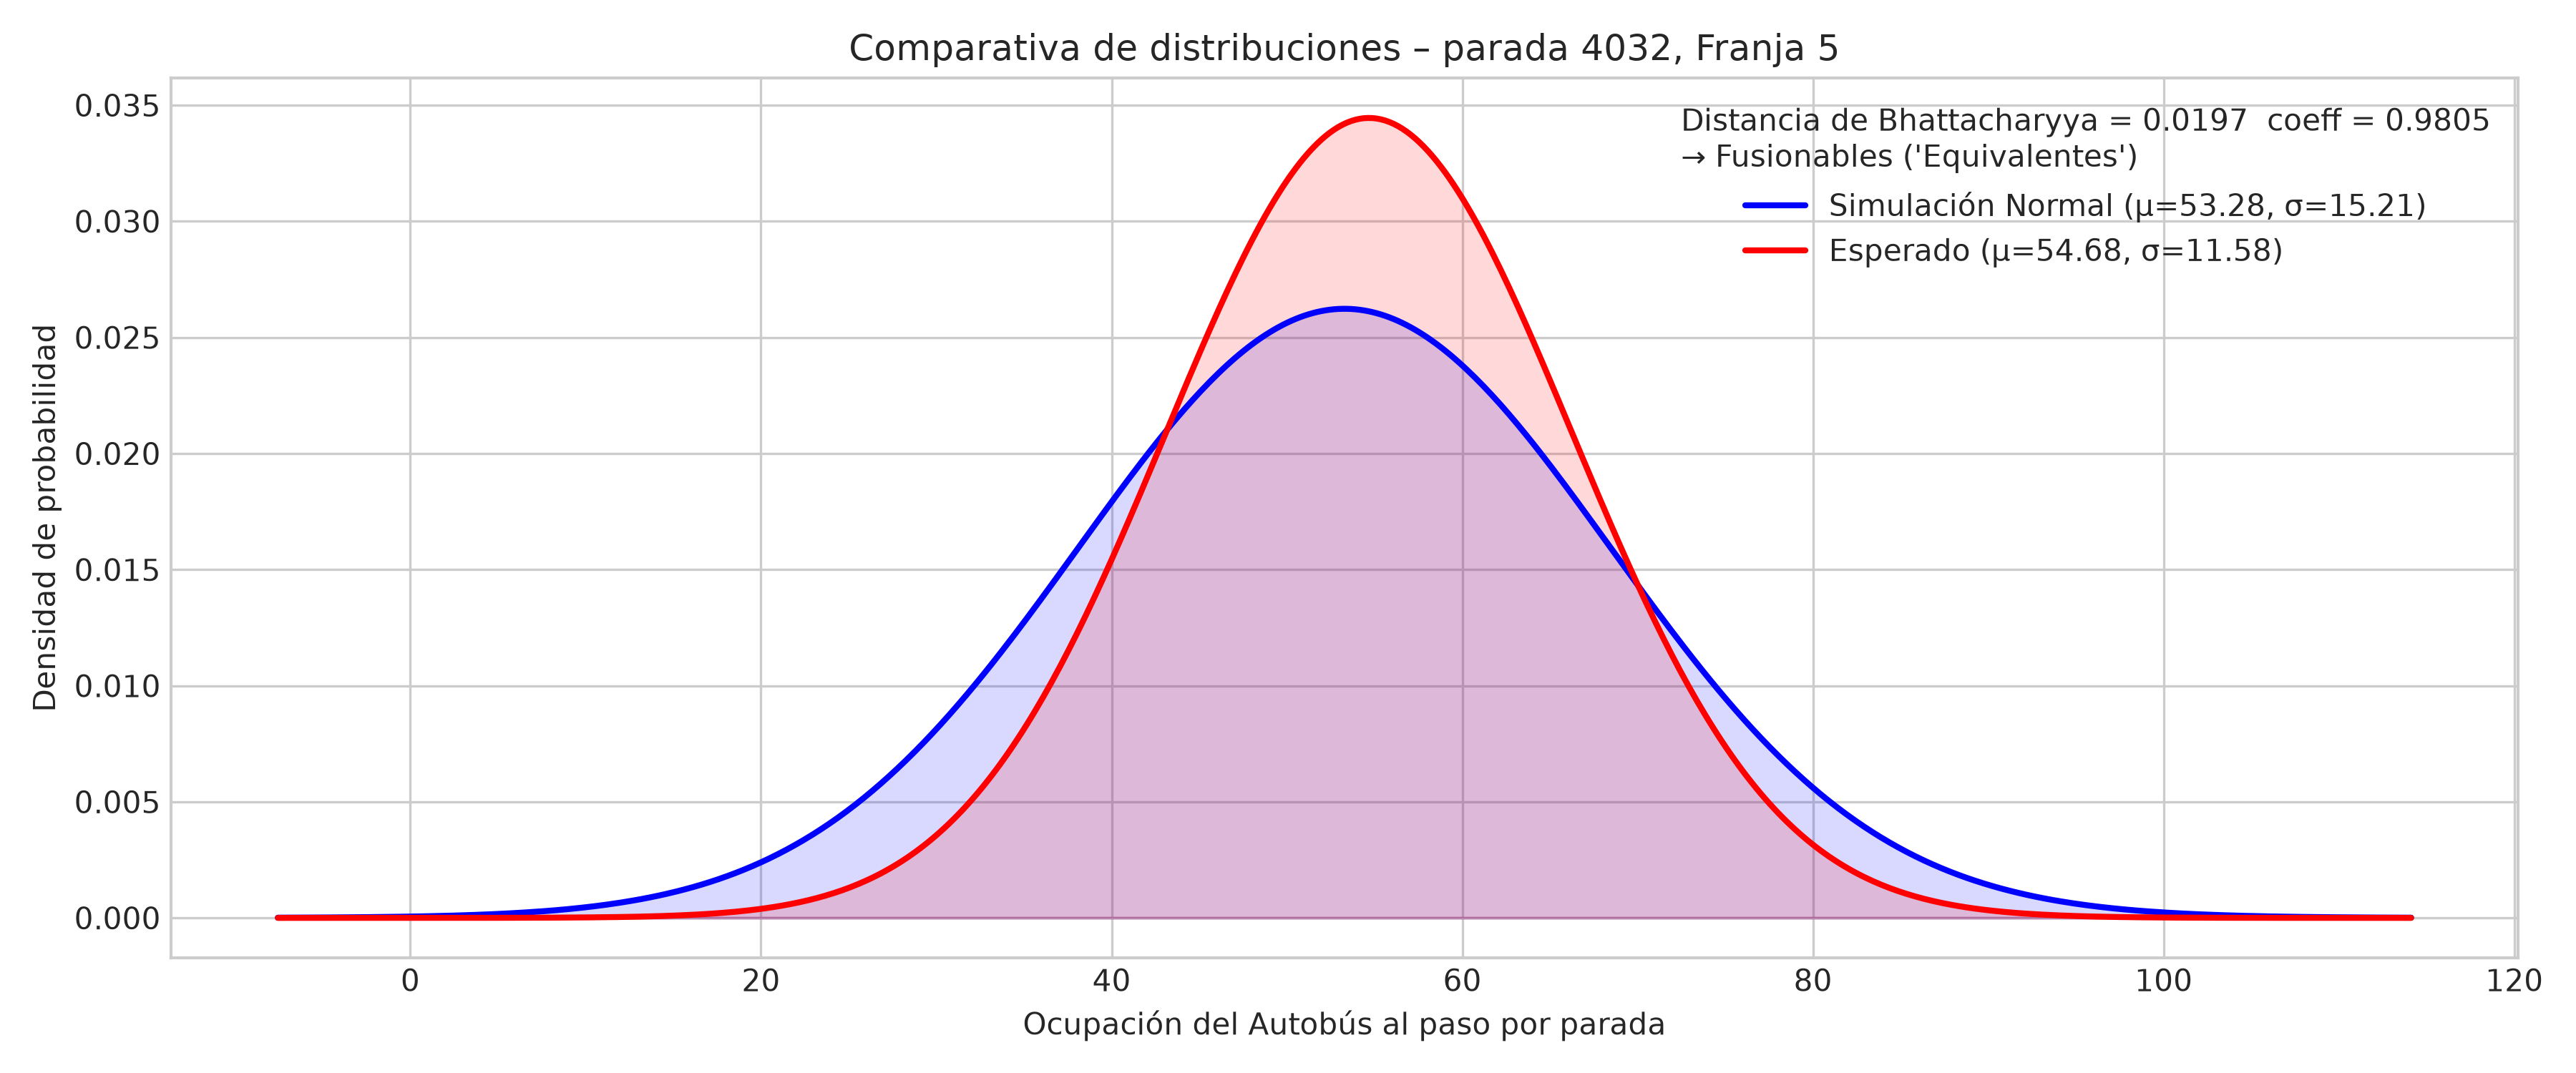 Comparativa de distribuciones – parada 4032, Franja 5
Distancia de Bhattacharyya = 0.0197  coeff = 0.9805
→ Fusionables ('Equivalentes')
Simulación Normal (μ=53.28, σ=15.21)
Esperado (μ=54.68, σ=11.58)
Densidad de probabilidad
0.035
0.030
0.025
0.020
0.015
0.010
0.005
0.000
0 20 40 60 80 100 120
Ocupación del Autobús al paso por parada